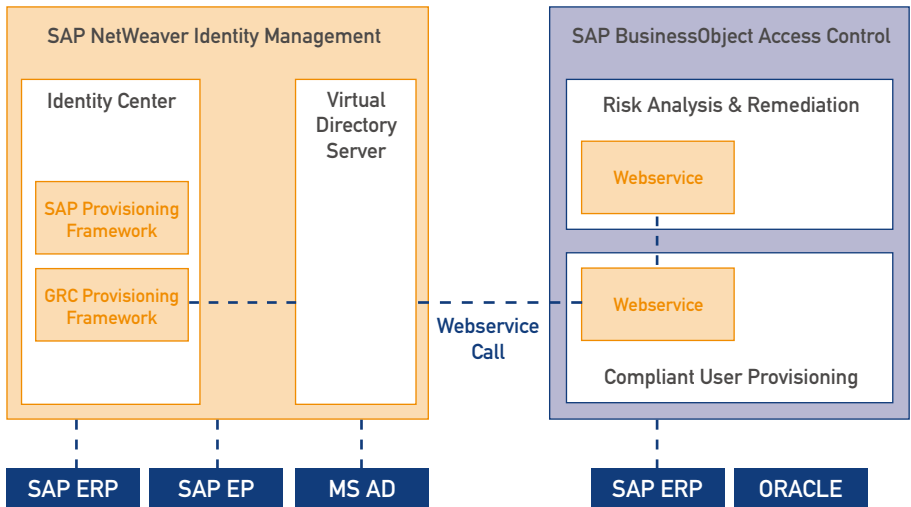 SAP NetWeaver Identity Management
Identity Center
SAP Provisioning
Framework
GRC Provisioning
Framework
Virtual
Directory
Server
Webservice
Call
SAP BusinessObject Access Control
Risk Analysis & Remediation
Webservice
Webservice
Compliant User Provisioning
SAP ERP
SAP EP
MS AD
SAP ERP
ORACLE